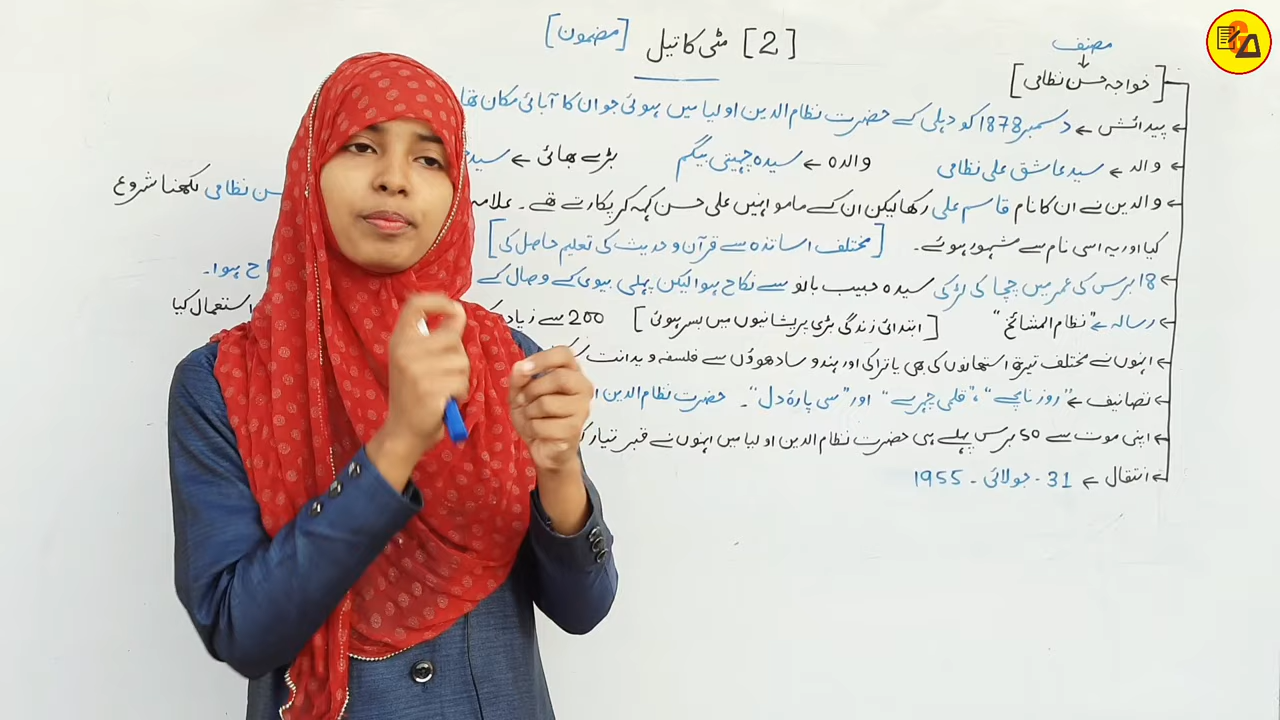 [2] مٹی کا تیل [مضمون]
مصنف
↓
[خواجہ حسن نظامی]
پیدائش ← دسمبر 1878 کو دہلی کے حضرت نظام الدین اولیا میں ہوئی جو ان کا آبائی مکان تھا
والد ← سید عاشق علی نظامی والدہ ← سیدہ چہیتی بیگم بڑے بھائی ← سید
والدین نے ان کا نام قاسم علی رکھا لیکن ان کے ماموا نہیں علی حسن کہہ کر پکارتے تھے ۔ علامہ سن نظامی لکھنا شروع
کیا اور یہ اسی نام سے مشہور ہوئے ۔ [مختلف اساتذہ سے قرآن و حدیث کی تعلیم حاصل کی]
18 برس کی عمر میں چچا کی لڑکی سیدہ حبیب بانو سے نکاح ہوا لیکن پہلی بیوی کے وصال کے اح ہوا۔
رسالہ ← "نظام المشائخ" [ابتدائی زندگی بڑی پریشانیوں میں بسر ہوئی] 200 سے زیادہ استعمال کیا
انہوں نے مختلف تیرتھ استھانوں کی بھی یاترا کی اور ہندو سادھوؤں سے فلسفہ ویدانت
تصانیف ← "روزنامچے"، "قلمی چہرے" اور "سی پارۂ دل"۔ حضرت نظام الدین
اپنی موت سے 50 برس پہلے ہی حضرت نظام الدین اولیا میں انہوں نے قبر تیار
انتقال ← 31 - جولائی - 1955